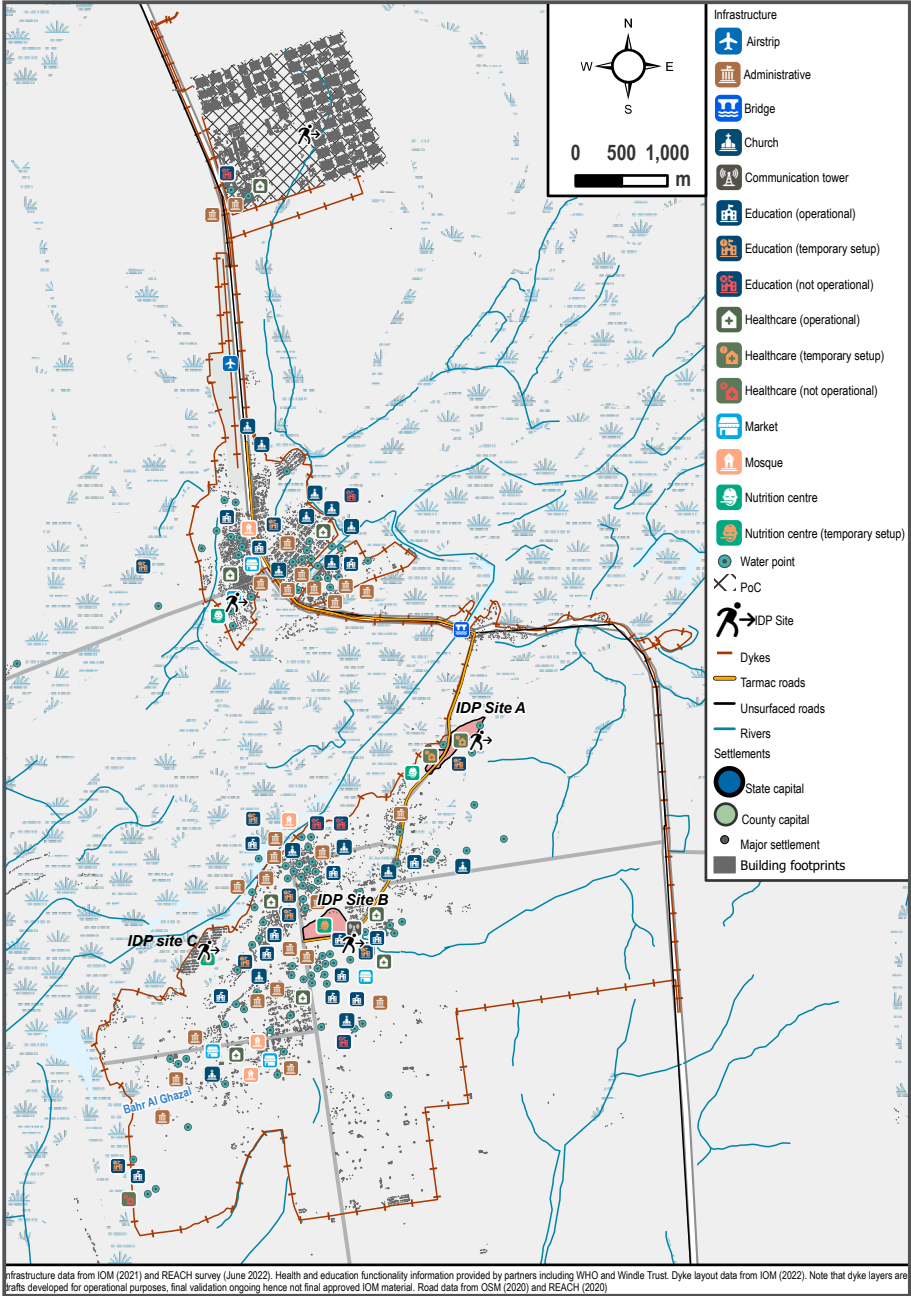 N
W E
S
0 500 1,000
m
Infrastructure
Airstrip
Administrative
Bridge
Church
Communication tower
Education (operational)
Education (temporary setup)
Education (not operational)
Healthcare (operational)
Healthcare (temporary setup)
Healthcare (not operational)
Market
Mosque
Nutrition centre
Nutrition centre (temporary setup)
Water point
PoC
IDP Site
Dykes
Tarmac roads
Unsurfaced roads
Rivers
Settlements
State capital
County capital
Major settlement
Building footprints
IDP Site A
IDP Site B
IDP site C
Bahr Al Ghazal
nfrastructure data from IOM (2021) and REACH survey (June 2022). Health and education functionality information provided by partners including WHO and Windle Trust. Dyke layout data from IOM (2022). Note that dyke layers are
drafts developed for operational purposes, final validation ongoing hence not final approved IOM material. Road data from OSM (2020) and REACH (2020)